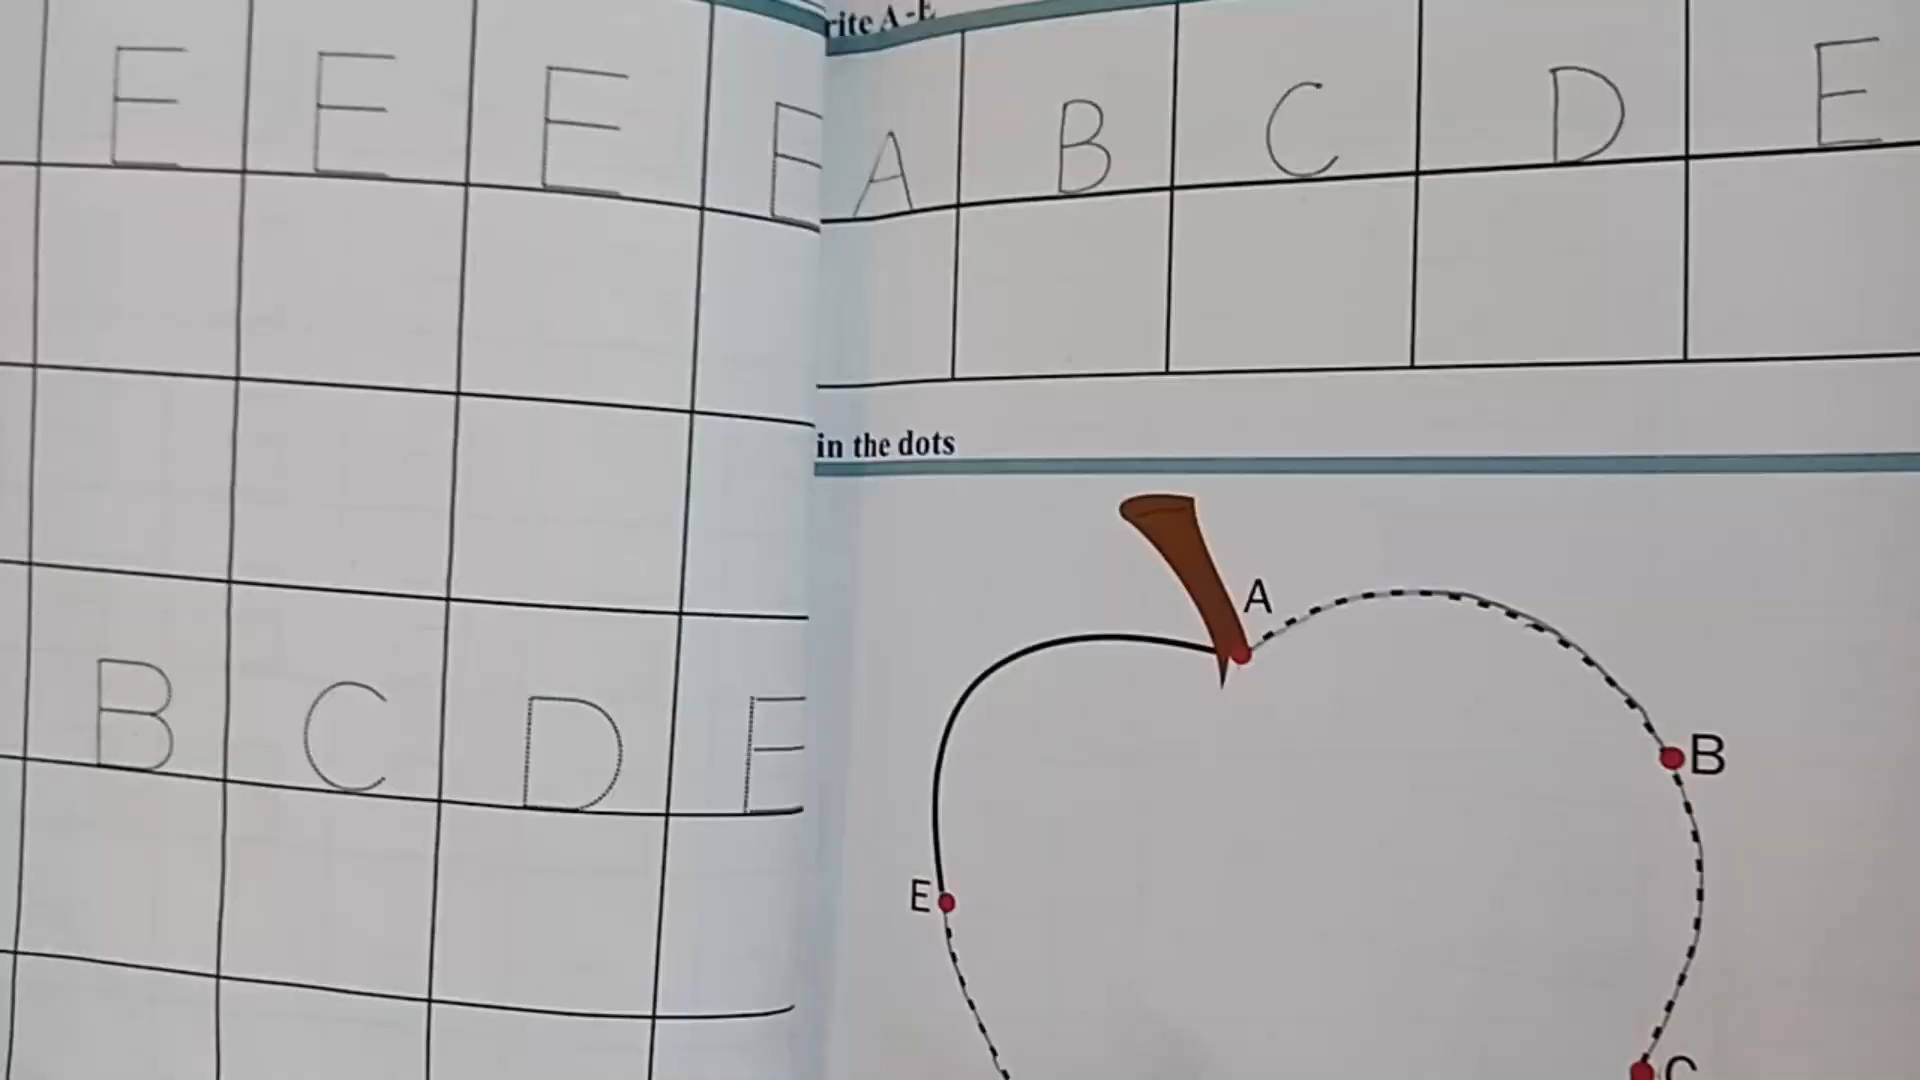 E E E E
B C D E
rite A-E
A B C D E
in the dots
A
B
E
C